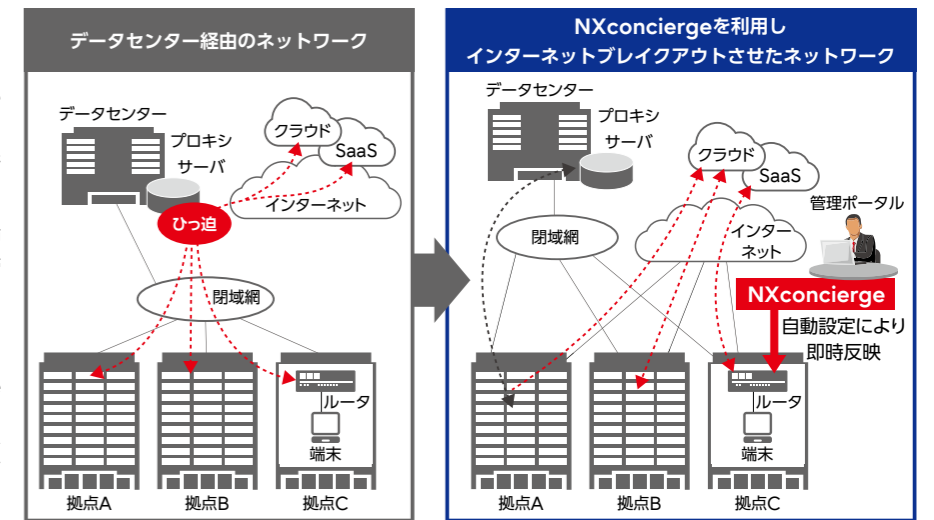 データセンター経由のネットワーク
データセンター
プロキシ
サーバ
クラウド
SaaS
インターネット
ひっ迫
閉域網
ルータ
端末
拠点A
拠点B
拠点C
NXconciergeを利用し
インターネットブレイクアウトさせたネットワーク
データセンター
プロキシ
サーバ
クラウド
SaaS
管理ポータル
閉域網
インター
ネット
NXconcierge
自動設定により
即時反映
ルータ
端末
拠点A
拠点B
拠点C